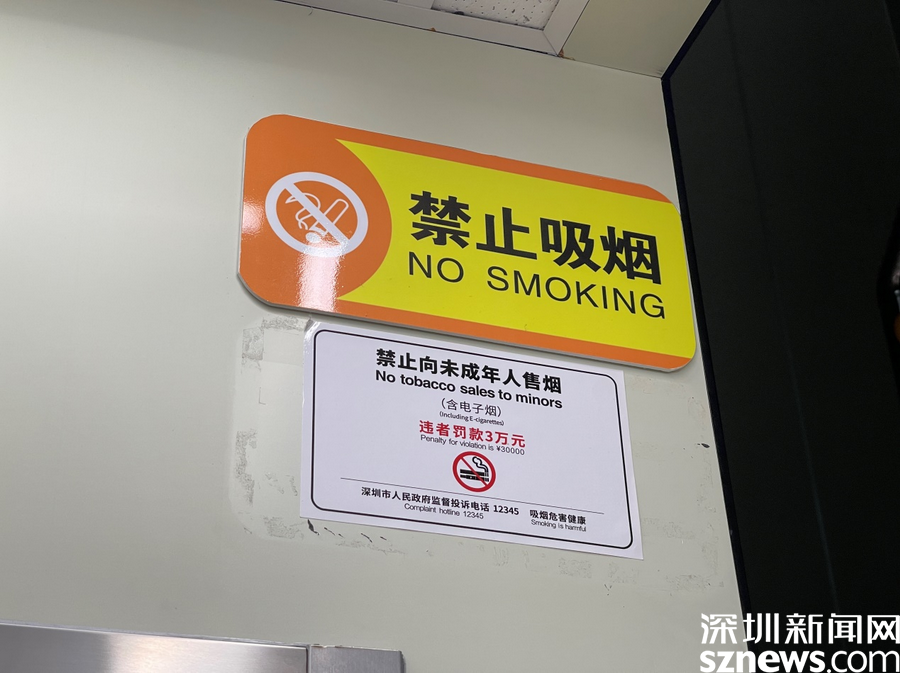 禁止吸烟
NO SMOKING
禁止向未成年人售烟
No tobacco sales to minors
（含电子烟）
(Including E-cigarettes)
违者罚款3万元
Penalty for violation is ¥30000
深圳市人民政府监督投诉电话 12345 吸烟危害健康
Complaint hotline 12345 Smoking is harmful
深圳新闻网
sznews.com